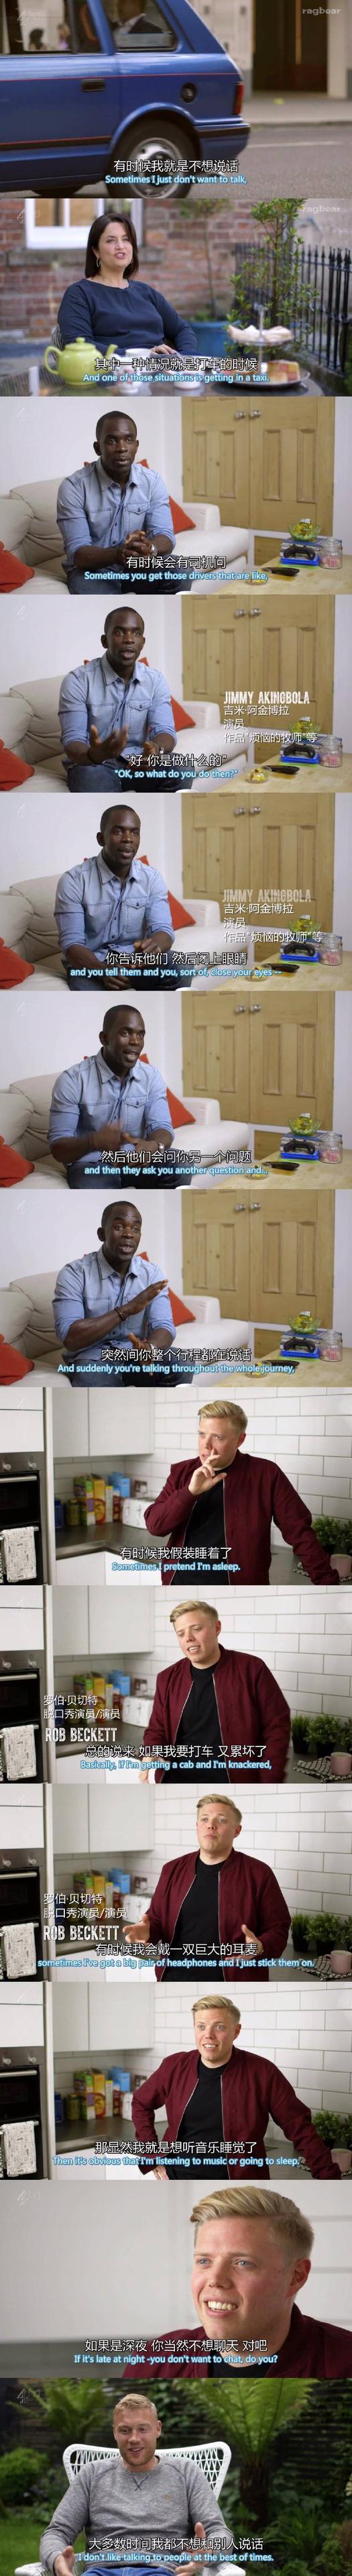 ragbear
有时候我就是不想说话
Sometimes I just don't want to talk,
ragbear
其中一种情况就是打车的时候
And one of those situations is getting in a taxi.
有时候会有司机问
Sometimes you get those drivers that are like,
JIMMY AKINGBOLA
吉米·阿金博拉
演员
作品"烦恼的牧师"等
"好 你是做什么的"
"OK, so what do you do then?"
JIMMY AKINGBOLA
吉米·阿金博拉
演员
作品"烦恼的牧师"等
你告诉他们 然后闭上眼睛
and you tell them and you, sort of, close your eyes --
然后他们会问你另一个问题
and then they ask you another question and...
突然间你整个行程都在说话
And suddenly you're talking throughout the whole journey,
有时候我假装睡着了
Sometimes I pretend I'm asleep.
罗伯·贝切特
脱口秀演员/演员
ROB BECKETT
总的说来 如果我要打车 又累坏了
Basically, if I'm getting a cab and I'm knackered,
罗伯·贝切特
脱口秀演员/演员
ROB BECKETT
有时候我会戴一双巨大的耳麦
sometimes I've got a big pair of headphones and I just stick them on.
那显然我就是想听音乐睡觉了
Then it's obvious that I'm listening to music or going to sleep.
如果是深夜 你当然不想聊天 对吧
If it's late at night -you don't want to chat, do you?
大多数时间我都不想和别人说话
I don't like talking to people at the best of times.